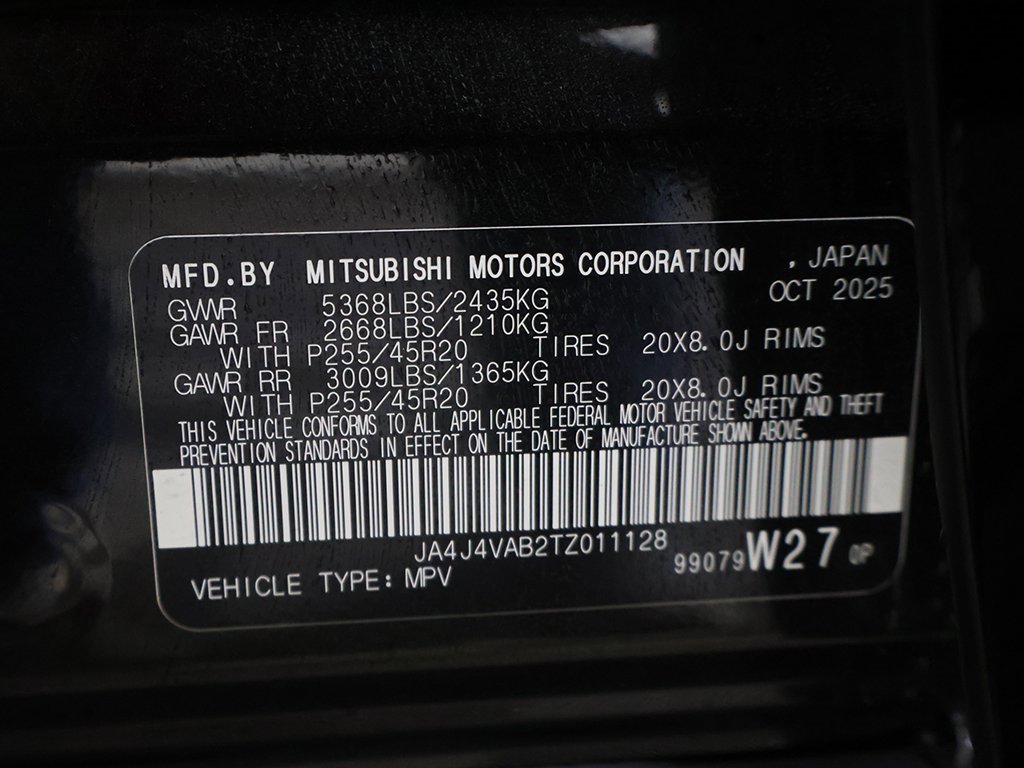 MFD.BY MITSUBISHI MOTORS CORPORATION , JAPAN
OCT 2025
GVWR 5368LBS/2435KG
GAWR FR 2668LBS/1210KG
WITH P255/45R20 TIRES 20X8.0J RIMS
GAWR RR 3009LBS/1365KG
WITH P255/45R20 TIRES 20X8.0J RIMS
THIS VEHICLE CONFORMS TO ALL APPLICABLE FEDERAL MOTOR VEHICLE SAFETY AND THEFT
PREVENTION STANDARDS IN EFFECT ON THE DATE OF MANUFACTURE SHOWN ABOVE.
JA4J4VAB2TZ011128
VEHICLE TYPE: MPV 99079 W27 0P